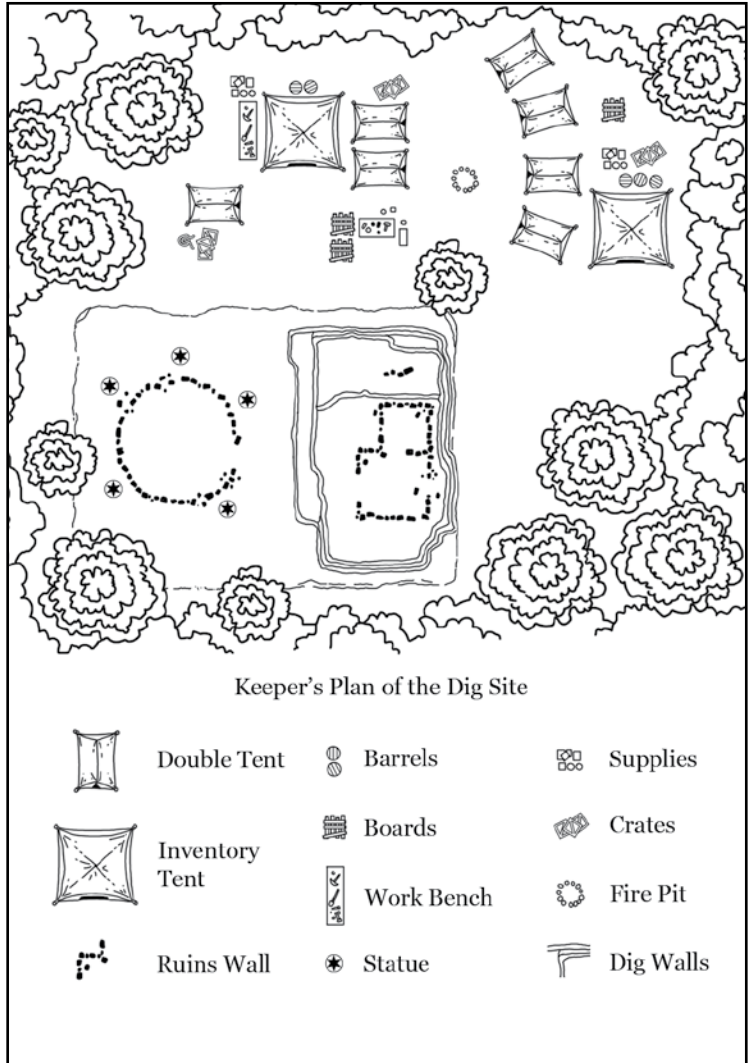 Keeper's Plan of the Dig Site
Double Tent
Barrels
Supplies
Boards
Crates
Inventory
Tent
Work Bench
Fire Pit
Ruins Wall
Statue
Dig Walls